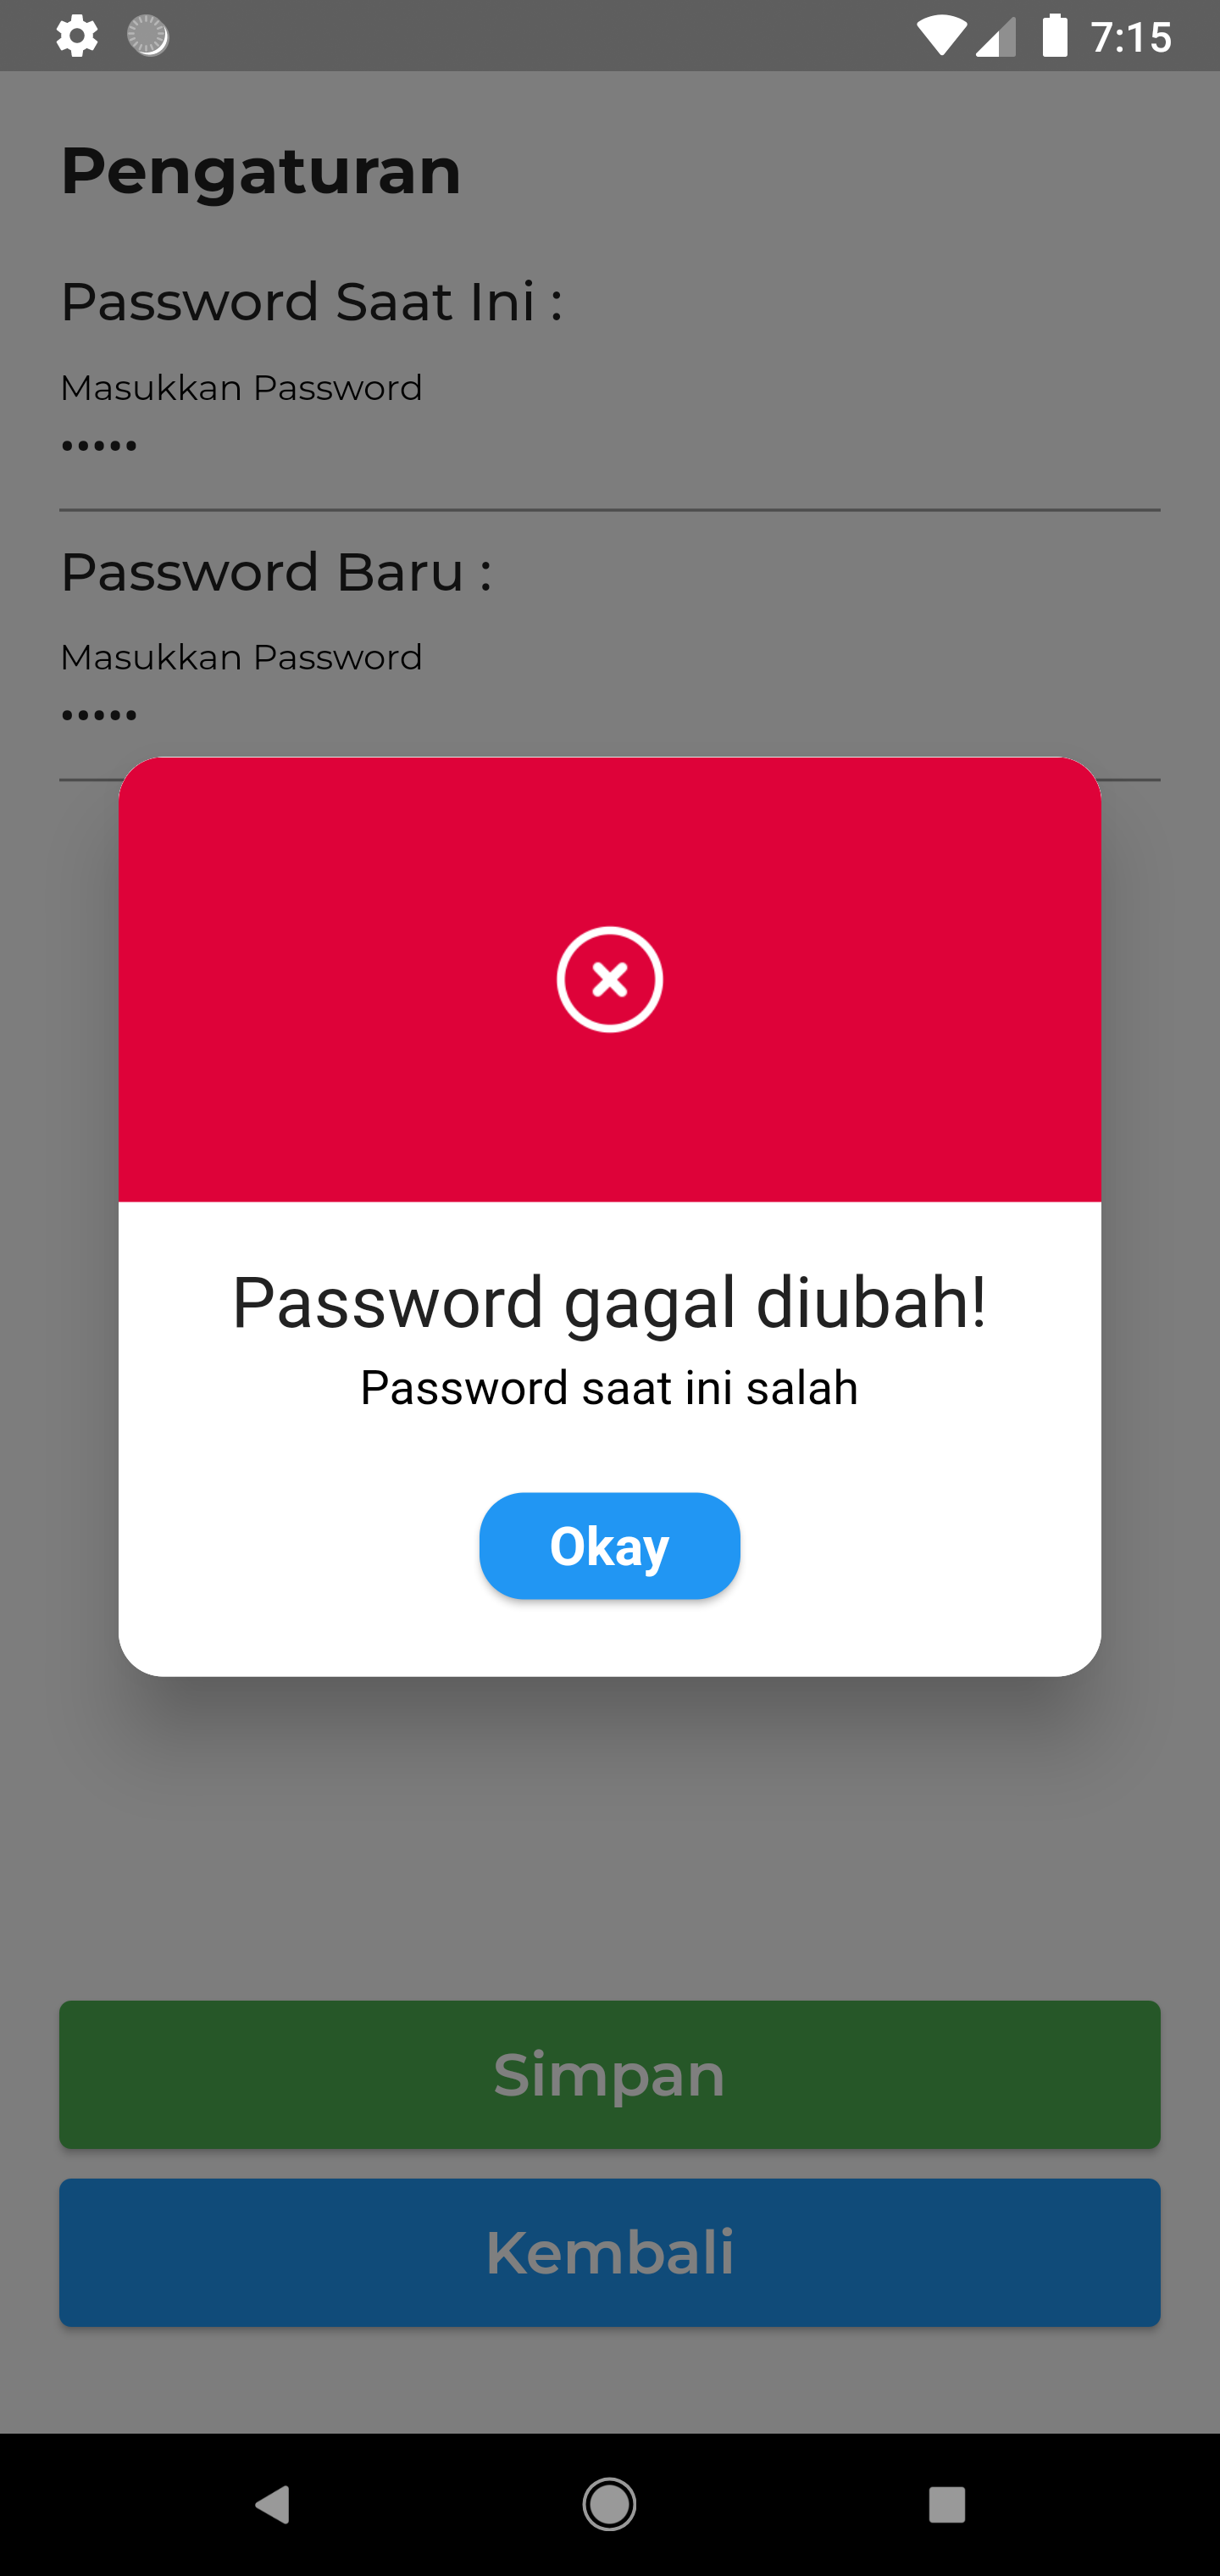 7:15
Pengaturan
Password Saat Ini :
Masukkan Password
•••••
Password Baru :
Masukkan Password
•••••
Password gagal diubah!
Password saat ini salah
Okay
Simpan
Kembali